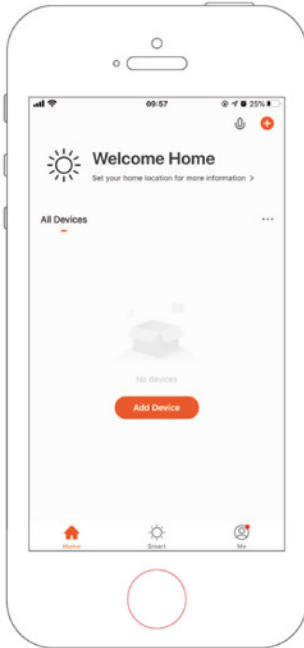 09:57
25%
Welcome Home
Set your home location for more information >
All Devices
...
No devices
Add Device
Home
Smart
Me